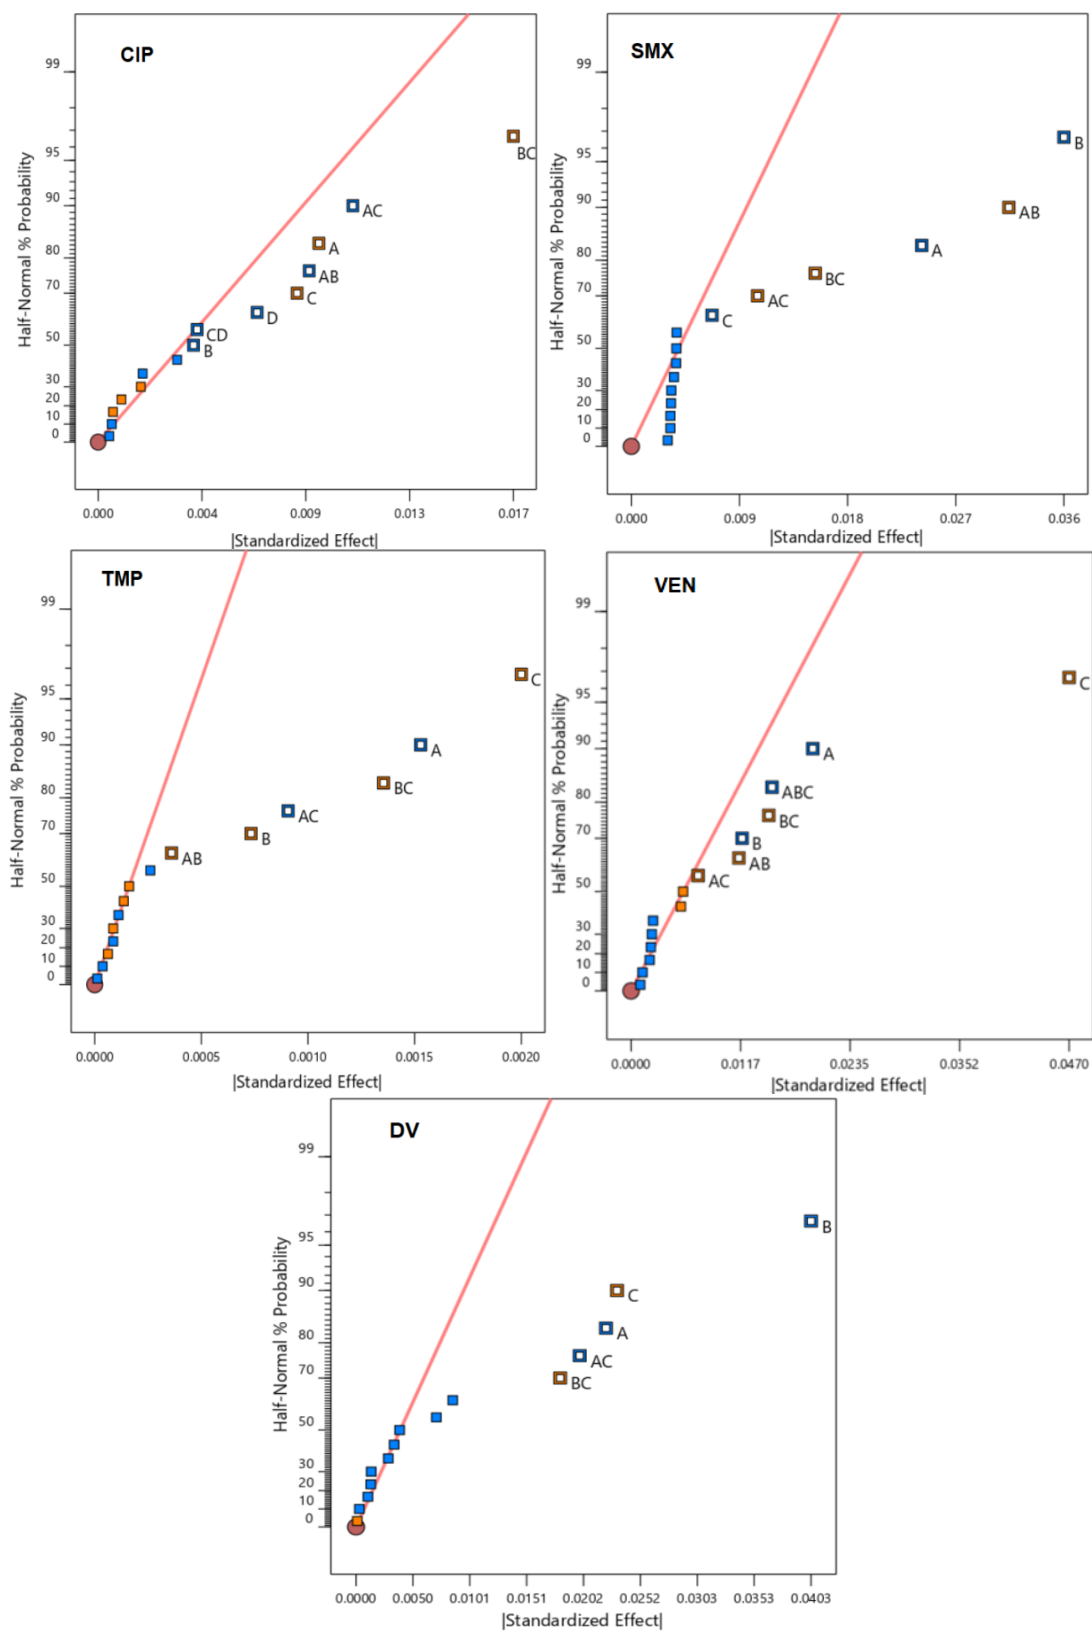 CIP
99
95
90
80
70
50
30
20
10
0
Half-Normal % Probability
BC
AC
A
AB
C
D
CD
B
0.000 0.004 0.009 0.013 0.017
|Standardized Effect|
SMX
99
95
90
80
70
50
30
20
10
0
Half-Normal % Probability
B
AB
A
BC
AC
C
0.000 0.009 0.018 0.027 0.036
|Standardized Effect|
TMP
99
95
90
80
70
50
30
20
10
0
Half-Normal % Probability
C
A
BC
AC
B
AB
0.0000 0.0005 0.0010 0.0015 0.0020
|Standardized Effect|
VEN
99
95
90
80
70
50
30
20
10
0
Half-Normal % Probability
C
A
ABC
BC
B
AB
AC
0.0000 0.0117 0.0235 0.0352 0.0470
|Standardized Effect|
DV
99
95
90
80
70
50
30
20
10
0
Half-Normal % Probability
B
C
A
AC
BC
0.0000 0.0050 0.0101 0.0151 0.0202 0.0252 0.0303 0.0353 0.0403
|Standardized Effect|